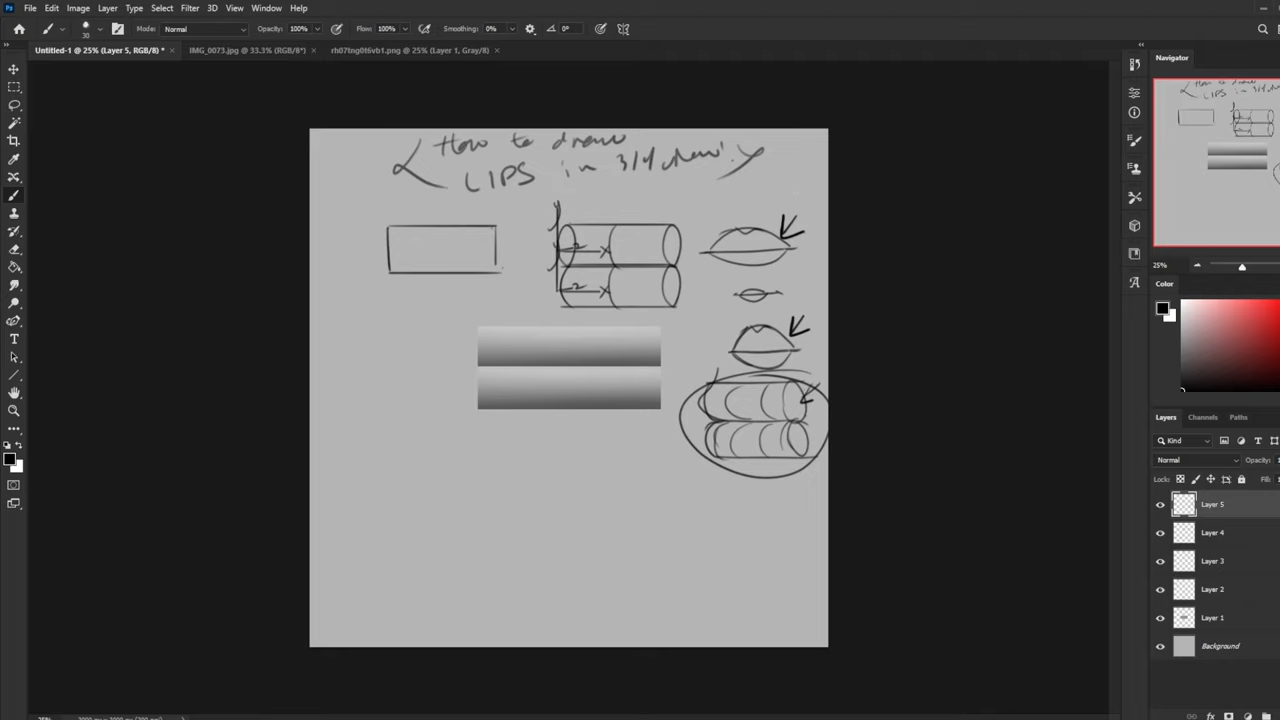 File Edit Image Layer Type Select Filter 3D View Window Help
30 Mode: Normal Opacity: 100% Flow: 100% Smoothing: 0% 0°
Untitled-1 @ 25% (Layer 5, RGB/8) * × IMG_0073.jpg @ 33.3% (RGB/8*) × rh07tng0t6vb1.png @ 25% (Layer 1, Gray/8) ×
Navigator
How to draw
LIPS in 3/4 view
25%
Color
Layers Channels Paths
Kind
Normal Opacity:
Lock: Fill:
Layer 5
Layer 4
Layer 3
Layer 2
Layer 1
Background